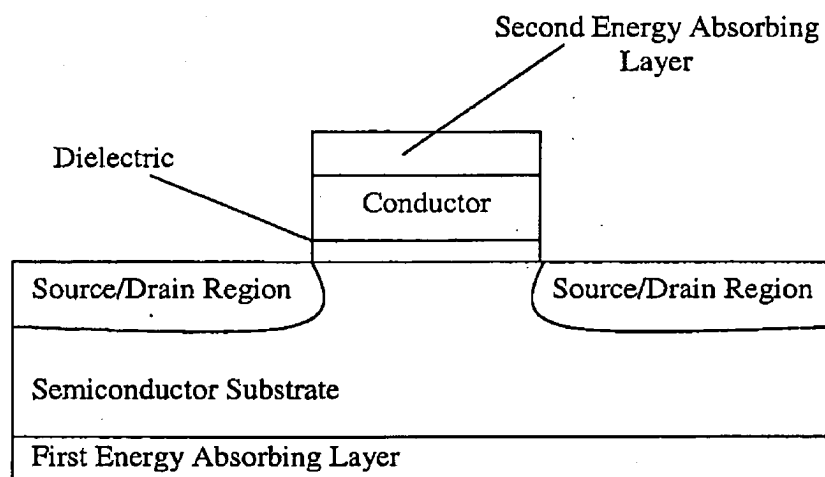 Second Energy Absorbing
Layer
Dielectric
Conductor
Source/Drain Region
Source/Drain Region
Semiconductor Substrate
First Energy Absorbing Layer